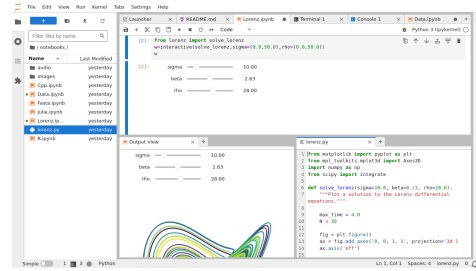 File Edit View Run Kernel Tabs Settings Help
Launcher
README.md
Lorenz.ipynb
Terminal 1
Console 1
Data.ipynb
Code
Python 3 (ipykernel)
Filter files by name
/ notebooks /
Name
Last Modified
audio yesterday
images yesterday
Cpp.ipynb yesterday
Data.ipynb yesterday
Fasta.ipynb yesterday
Julia.ipynb yesterday
Lorenz.ip... yesterday
lorenz.py yesterday
R.ipynb yesterday
[2]: from lorenz import solve_lorenz
w=interactive(solve_lorenz,sigma=(0.0,50.0),rho=(0.0,50.0))
w
[2]:
sigma 10.00
beta 2.63
rho 28.00
Output View
sigma 10.00
beta 2.63
rho 28.00
lorenz.py
1 from matplotlib import pyplot as plt
2 from mpl_toolkits.mplot3d import Axes3D
3 import numpy as np
4 from scipy import integrate
5
6 def solve_lorenz(sigma=10.0, beta=8./3, rho=28.0):
7 """Plot a solution to the Lorenz differential
equations."""
8
9 max_time = 4.0
10 N = 30
11
12 fig = plt.figure()
13 ax = fig.add_axes([0, 0, 1, 1], projection='3d')
14 ax.axis('off')
15
Simple 1 3 Python
Ln 1, Col 1 Spaces: 4 lorenz.py 0